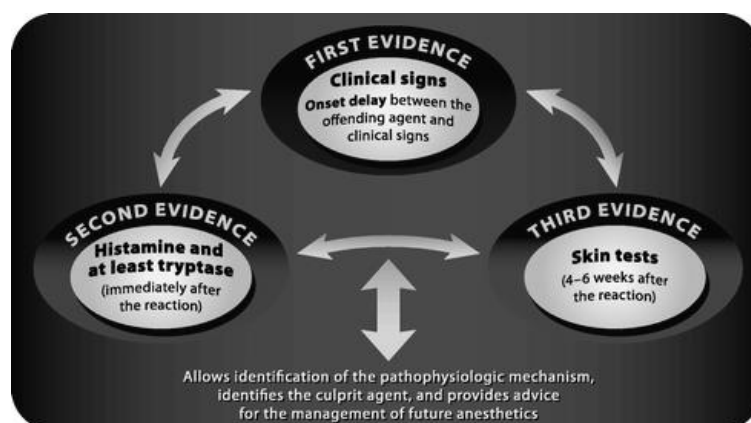 FIRST EVIDENCE
Clinical signs
Onset delay between the
offending agent and
clinical signs
SECOND EVIDENCE
Histamine and
at least tryptase
(immediately after
the reaction)
THIRD EVIDENCE
Skin tests
(4–6 weeks after
the reaction)
Allows identification of the pathophysiologic mechanism,
identifies the culprit agent, and provides advice
for the management of future anesthetics